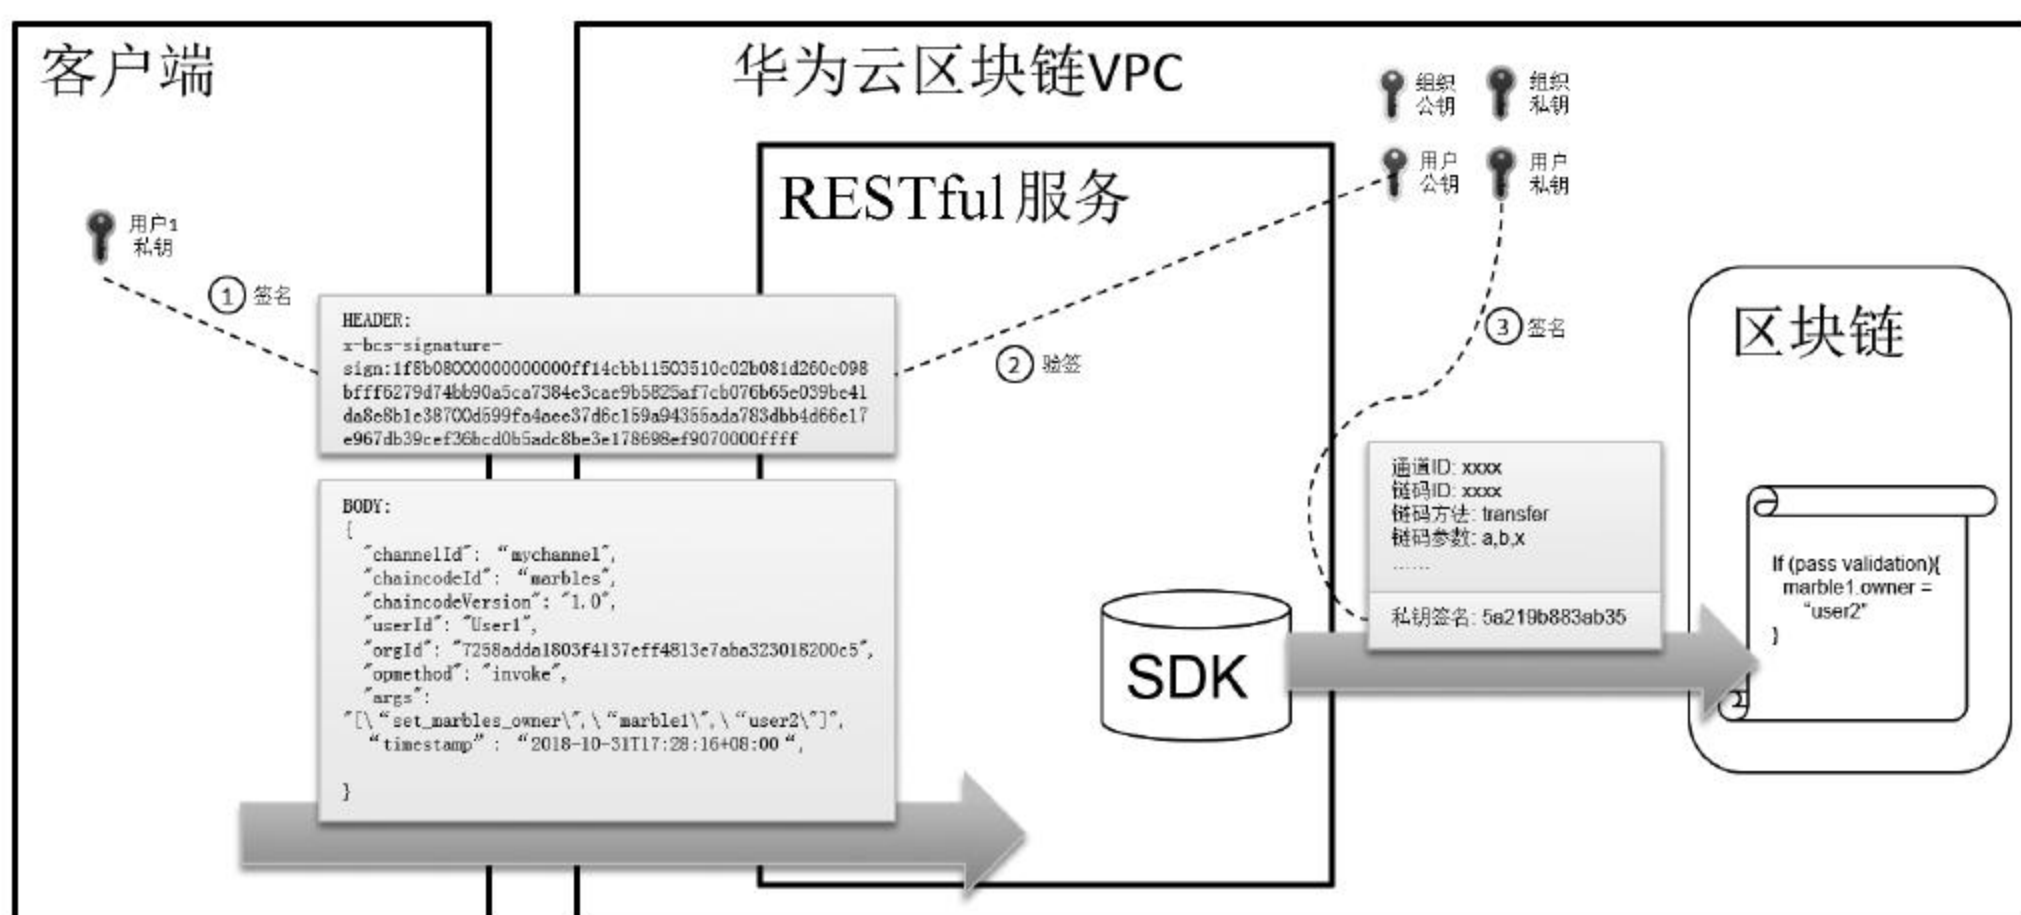 客户端
华为云区块链VPC
组织
公钥
组织
私钥
用户
公钥
用户
私钥
RESTful服务
用户1
私钥
① 签名
HEADER:
x-bcs-signature-
sign:1f8b08000000000000ff14cbb11503510c02b081d260c098
bfff6279d74bb90a5ca7384e3cae9b5825af7cb076b65e039be41
da8e8b1e38700d599fa4aee37d6c159a94355ada783dbb4d66e17
e967db39cef36bcd0b5adc8be3e178698ef9070000ffff
② 验签
③ 签名
区块链
BODY:
{
"channelId": “mychannel",
"chaincodeId": “marbles",
"chaincodeVersion": "1.0",
"userId": "User1",
"orgId": "7258adda1803f4137eff4813e7aba323018200c5",
"opmethod": "invoke",
"args":
"[\“set_marbles_owner\",\“marble1\",\“user2\"]",
“timestamp” : “2018-10-31T17:28:16+08:00 “,
}
SDK
通道ID: xxxx
链码ID: xxxx
链码方法: transfer
链码参数: a,b,x
……
私钥签名: 5a219b883ab35
If (pass validation){
marble1.owner =
“user2”
}